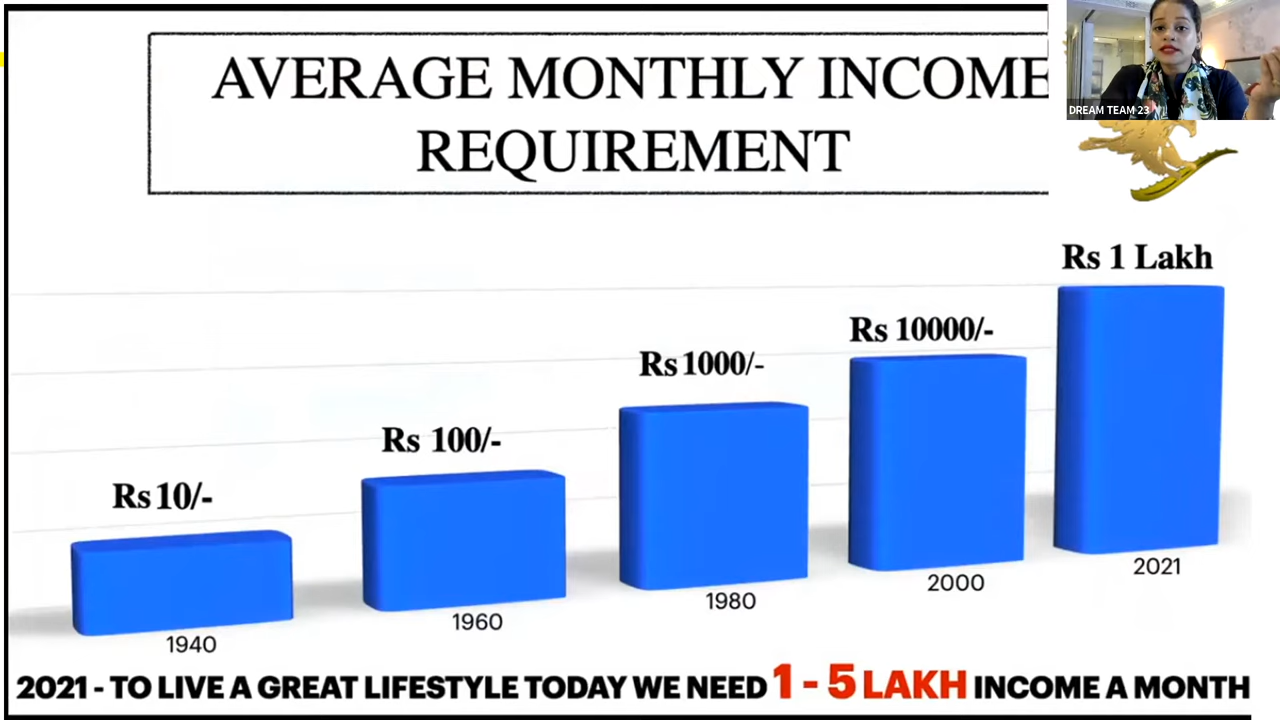 AVERAGE MONTHLY INCOME
REQUIREMENT
DREAM TEAM 23
Rs 10/-
Rs 100/-
Rs 1000/-
Rs 10000/-
Rs 1 Lakh
1940
1960
1980
2000
2021
2021 - TO LIVE A GREAT LIFESTYLE TODAY WE NEED 1 - 5 LAKH INCOME A MONTH